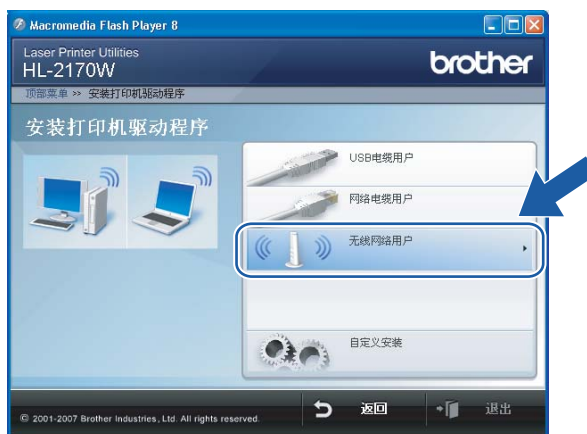 Macromedia Flash Player 8
Laser Printer Utilities
HL-2170W
brother
顶部菜单 >> 安装打印机驱动程序
安装打印机驱动程序
USB电缆用户
网络电缆用户
无线网络用户
自定义安装
© 2001-2007 Brother Industries, Ltd. All rights reserved.
返回
退出